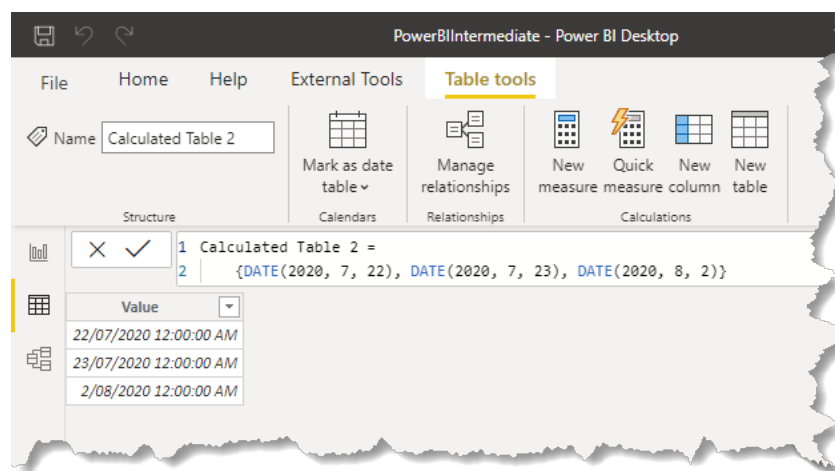 PowerBIIntermediate - Power BI Desktop
File Home Help External Tools Table tools
Name Calculated Table 2
Mark as date table
Manage relationships
New measure
Quick measure
New column
New table
Structure Calendars Relationships Calculations
1 Calculated Table 2 =
2 {DATE(2020, 7, 22), DATE(2020, 7, 23), DATE(2020, 8, 2)}
Value
22/07/2020 12:00:00 AM
23/07/2020 12:00:00 AM
2/08/2020 12:00:00 AM